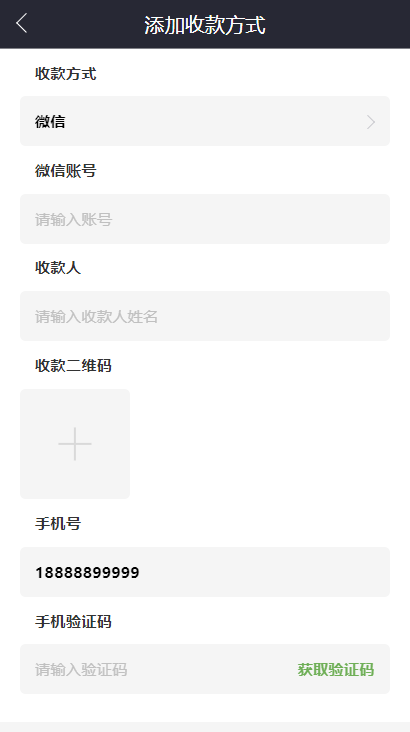 添加收款方式
收款方式
微信
微信账号
请输入账号
收款人
请输入收款人姓名
收款二维码
手机号
18888899999
手机验证码
请输入验证码 获取验证码